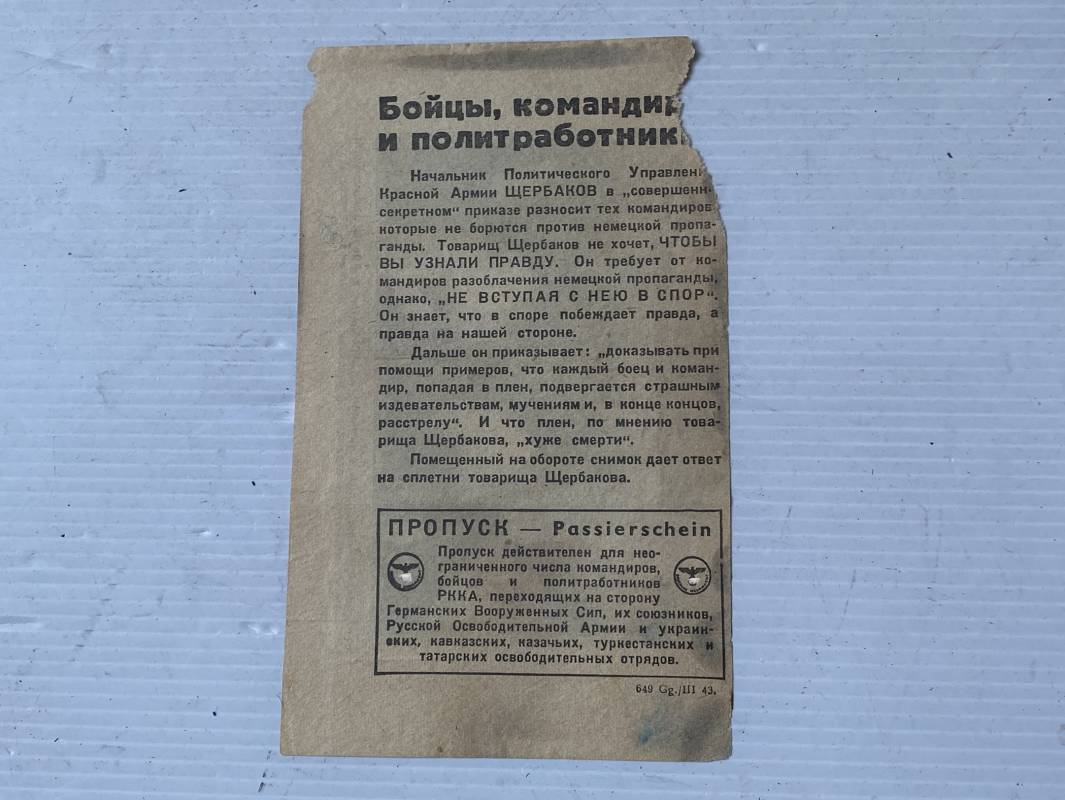 Бойцы, командир
и политработник
Начальник Политического Управлени
Красной Армии ЩЕРБАКОВ в „совершенн-
секретном“ приказе разносит тех командиров
которые не борются против немецкой пропа-
ганды. Товарищ Щербаков не хочет, ЧТОБЫ
ВЫ УЗНАЛИ ПРАВДУ. Он требует от ко-
мандиров разоблачения немецкой пропаганды,
однако, „НЕ ВСТУПАЯ С НЕЮ В СПОР“.
Он знает, что в споре побеждает правда, а
правда на нашей стороне.
Дальше он приказывает: „доказывать при
помощи примеров, что каждый боец и коман-
дир, попадая в плен, подвергается страшным
издевательствам, мучениям и, в конце концов,
расстрелу“. И что плен, по мнению това-
рища Щербакова, „хуже смерти“.
Помещенный на обороте снимок дает ответ
на сплетни товарища Щербакова.
ПРОПУСК — Passierschein
Пропуск действителен для нео-
граниченного числа командиров,
бойцов и политработников
РККА, переходящих на сторону
Германских Вооруженных Сил, их союзников,
Русской Освободительной Армии и украин-
ских, кавказских, казачьих, туркестанских и
татарских освободительных отрядов.
649 Gg./III 43.